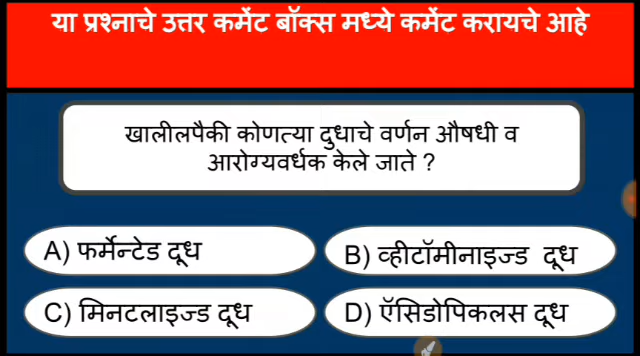 या प्रश्नाचे उत्तर कमेंट बॉक्स मध्ये कमेंट करायचे आहे
खालीलपैकी कोणत्या दुधाचे वर्णन औषधी व
आरोग्यवर्धक केले जाते ?
A) फर्मेन्टेड दूध
B) व्हीटॉमीनाइज्ड दूध
C) मिनटलाइज्ड दूध
D) ऍसिडोपिकलस दूध